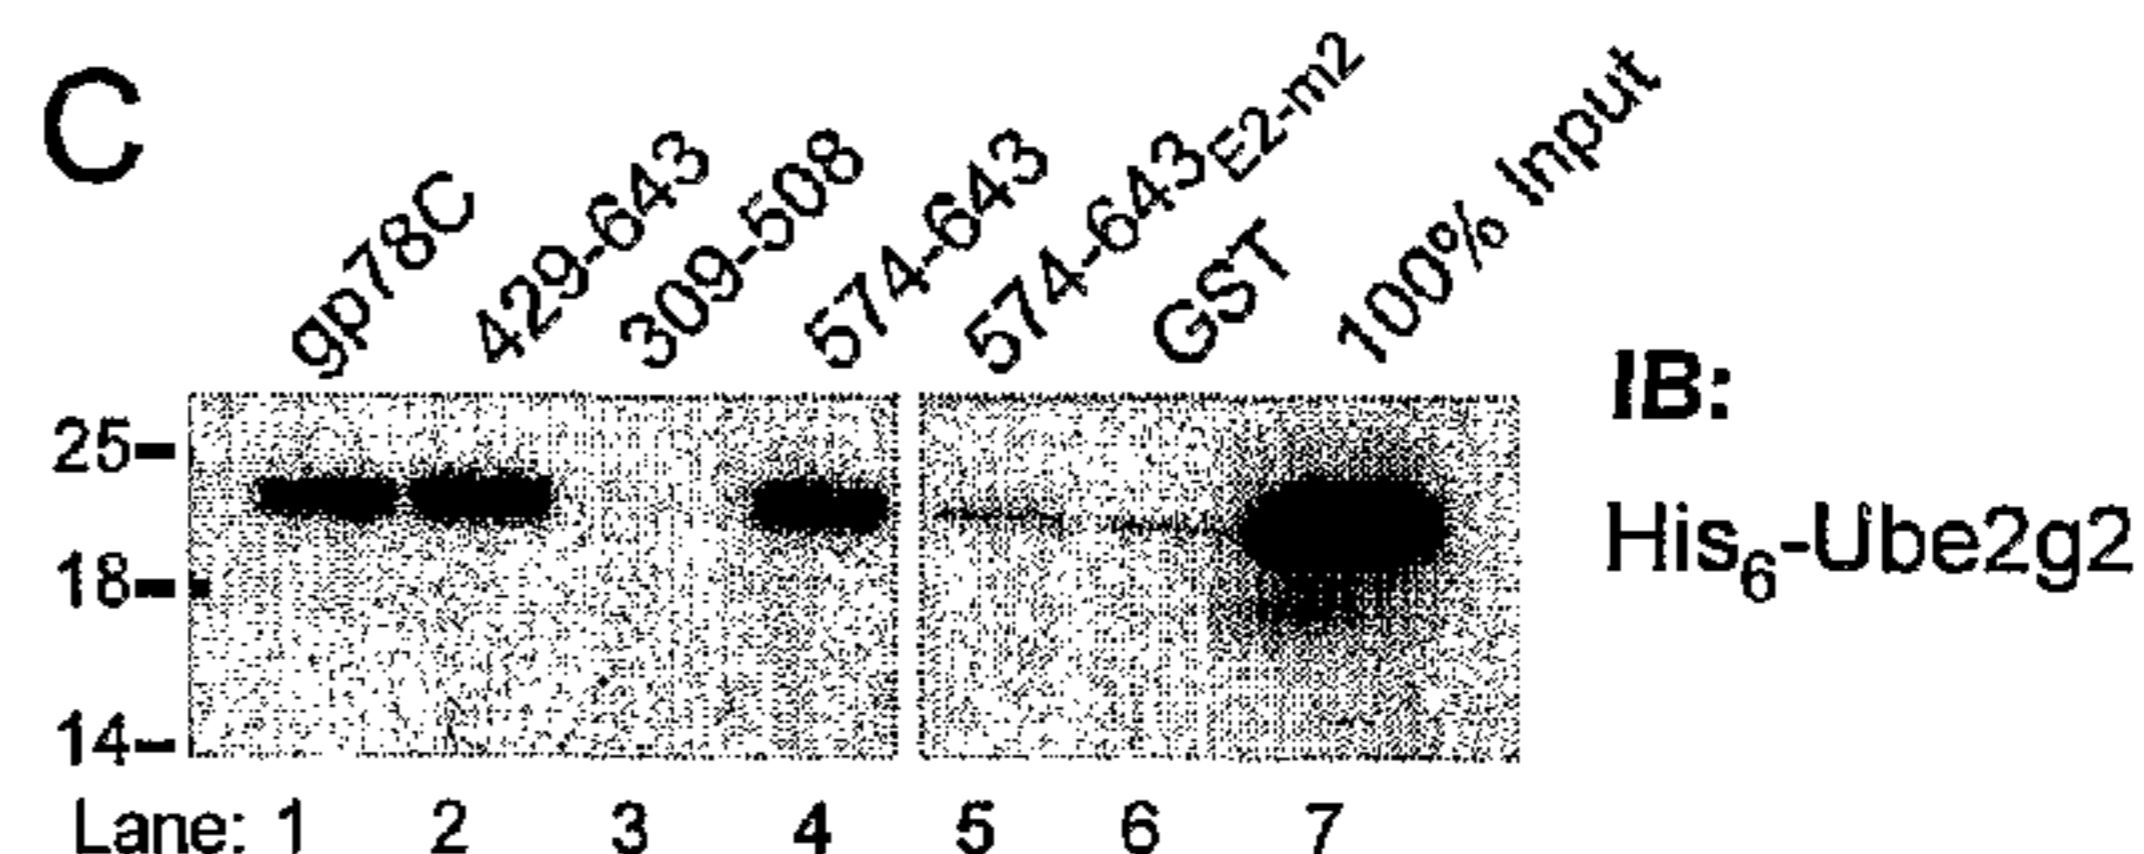 C
gp78C
429-643
309-508
574-643
574-643E2-m2
GST
100% Input
25-
18-
14-
IB:
His6-Ube2g2
Lane: 1 2 3 4 5 6 7